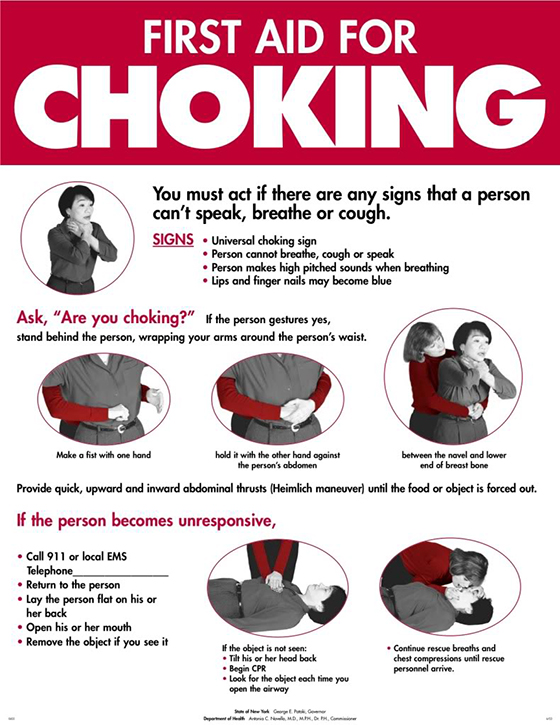 FIRST AID FOR
CHOKING
You must act if there are any signs that a person
can't speak, breathe or cough.
SIGNS
• Universal choking sign
• Person cannot breathe, cough or speak
• Person makes high pitched sounds when breathing
• Lips and finger nails may become blue
Ask, “Are you choking?” If the person gestures yes,
stand behind the person, wrapping your arms around the person's waist.
Make a fist with one hand
hold it with the other hand against
the person's abdomen
between the navel and lower
end of breast bone
Provide quick, upward and inward abdominal thrusts (Heimlich maneuver) until the food or object is forced out.
If the person becomes unresponsive,
• Call 911 or local EMS
Telephone________________
• Return to the person
• Lay the person flat on his or
her back
• Open his or her mouth
• Remove the object if you see it
If the object is not seen:
• Tilt his or her head back
• Begin CPR
• Look for the object each time you
open the airway
• Continue rescue breaths and
chest compressions until rescue
personnel arrive.
State of New York George E. Pataki, Governor
Department of Health Antonia C. Novello, M.D., M.P.H., Dr. P.H., Commissioner